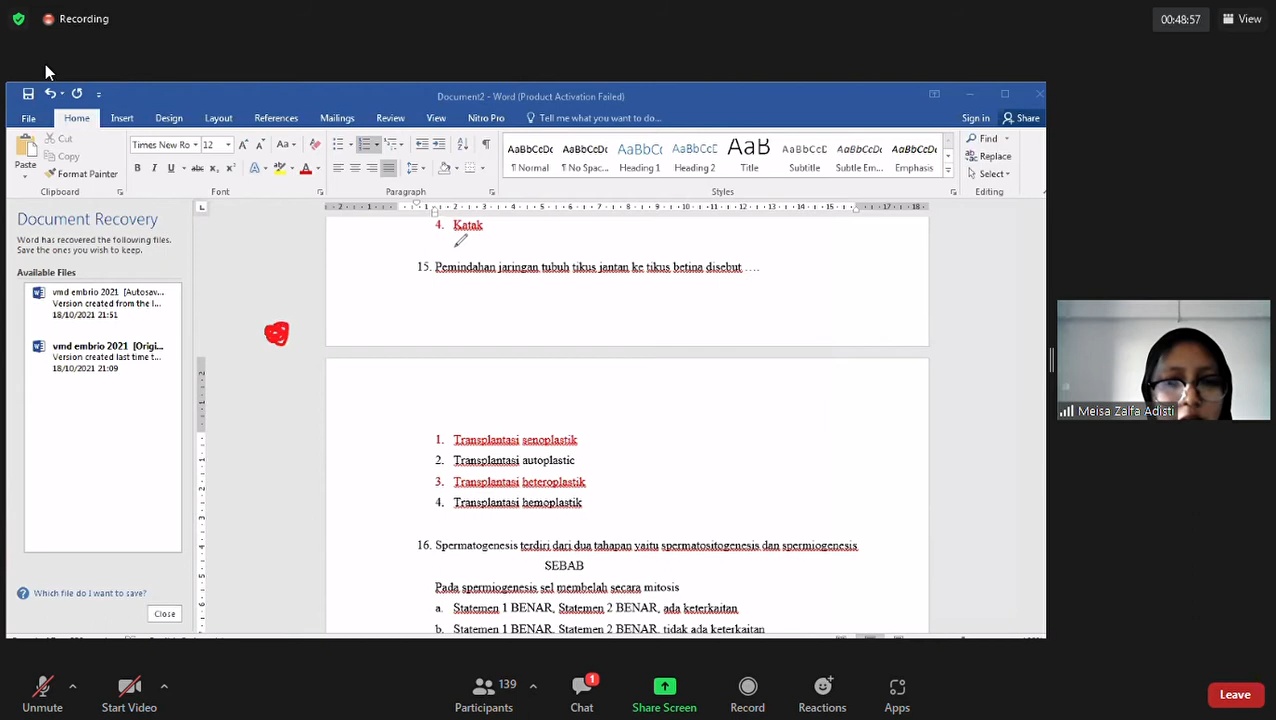 Recording
00:48:57
View
Document2 - Word (Product Activation Failed)
File
Home
Insert
Design
Layout
References
Mailings
Review
View
Nitro Pro
Tell me what you want to do...
Sign in
Share
Paste
Cut
Copy
Format Painter
Clipboard
Times New Ro
12
Font
Paragraph
AaBbCcDc
¶ Normal
AaBbCcDc
¶ No Spac...
AaBbCc
Heading 1
AaBbCcC
Heading 2
AaB
Title
AaBbCcD
Subtitle
AaBbCcDc
Subtle Em...
AaBbCcDc
Emphasis
Styles
Find
Replace
Select
Editing
Document Recovery
Word has recovered the following files.
Save the ones you wish to keep.
Available Files
vmd embrio 2021 [Autosav...
Version created from the l...
18/10/2021 21:51
vmd embrio 2021 [Origi...
Version created last time t...
18/10/2021 21:09
Which file do I want to save?
Close
4. Katak
15. Pemindahan jaringan tubuh tikus jantan ke tikus betina disebut ….
1. Transplantasi senoplastik
2. Transplantasi autoplastic
3. Transplantasi heteroplastik
4. Transplantasi hemoplastik
16. Spermatogenesis terdiri dari dua tahapan yaitu spermatositogenesis dan spermiogenesis
SEBAB
Pada spermiogenesis sel membelah secara mitosis
a. Statemen 1 BENAR, Statemen 2 BENAR, ada keterkaitan
b. Statemen 1 BENAR, Statemen 2 BENAR, tidak ada keterkaitan
Meisa Zalfa Adisti
Unmute
Start Video
139
Participants
1
Chat
Share Screen
Record
Reactions
Apps
Leave